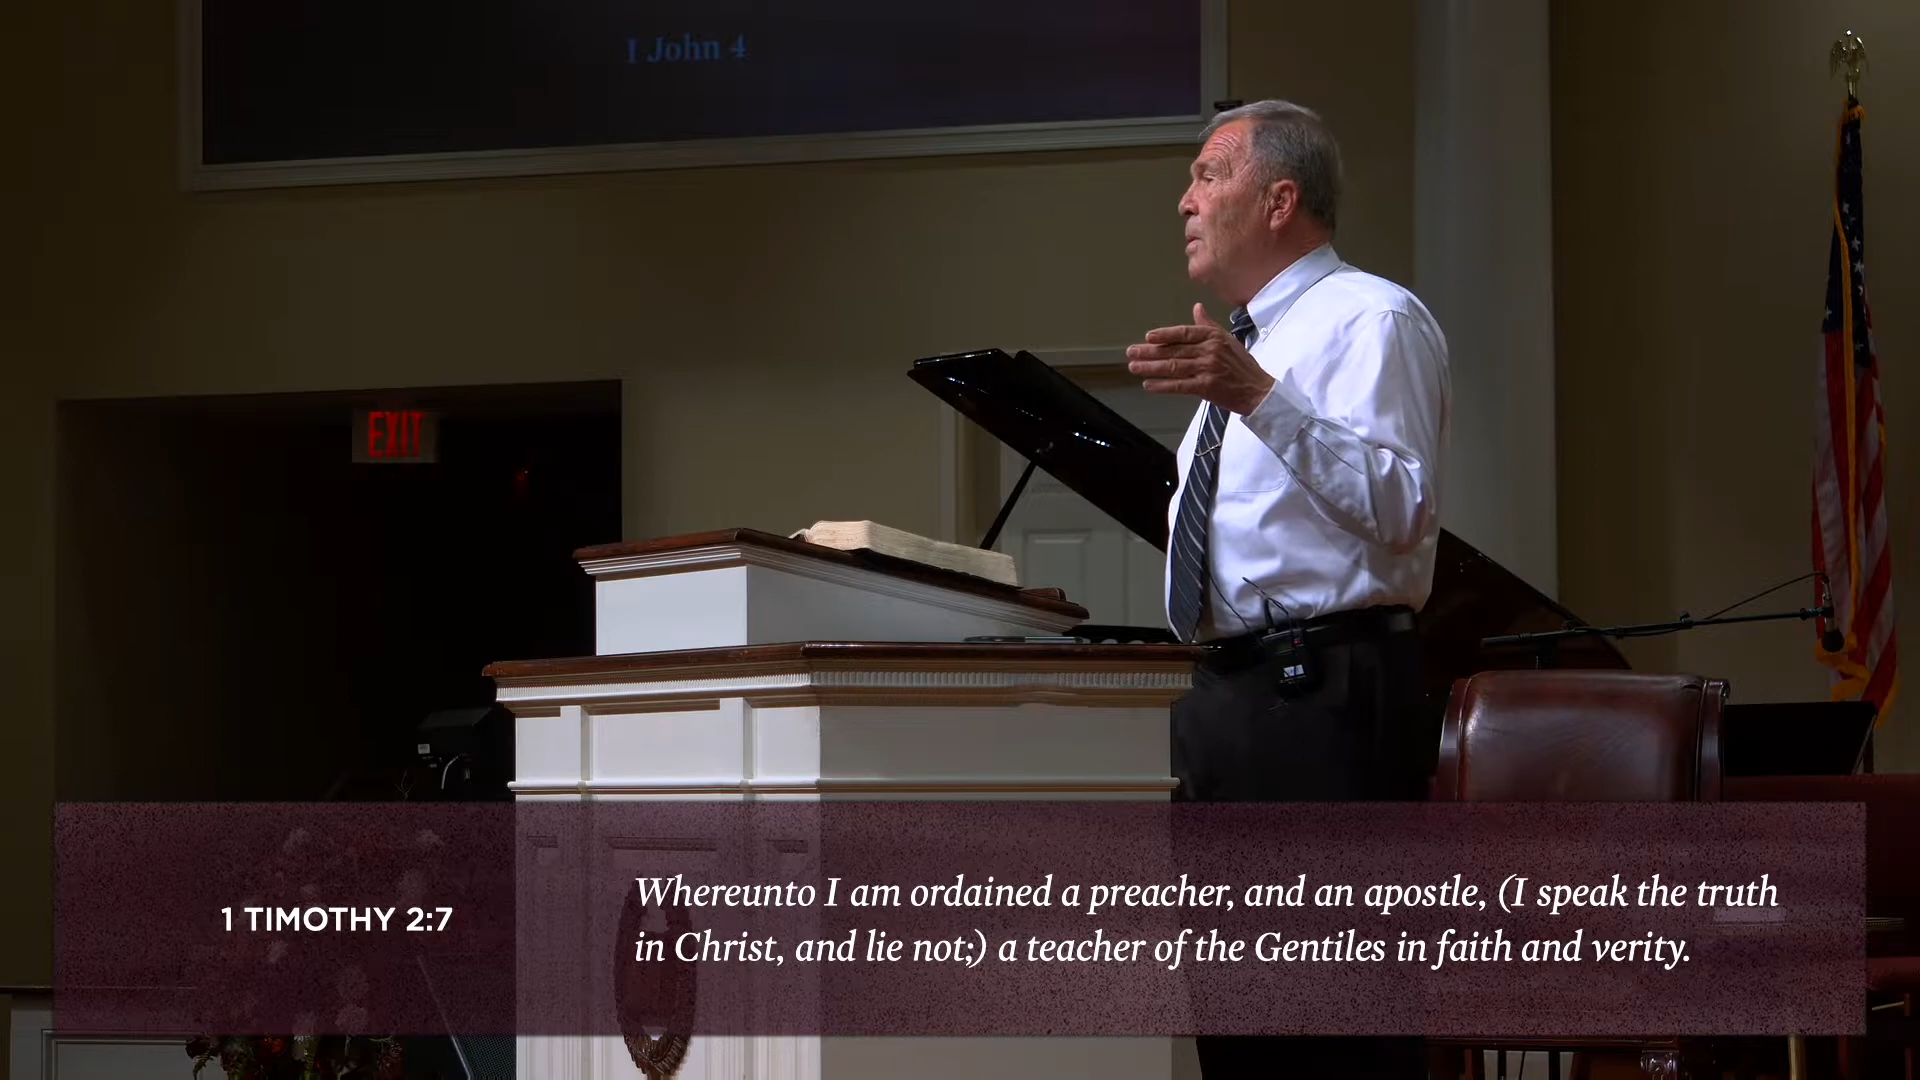 I John 4
EXIT
1 TIMOTHY 2:7
Whereunto I am ordained a preacher, and an apostle, (I speak the truth
in Christ, and lie not;) a teacher of the Gentiles in faith and verity.